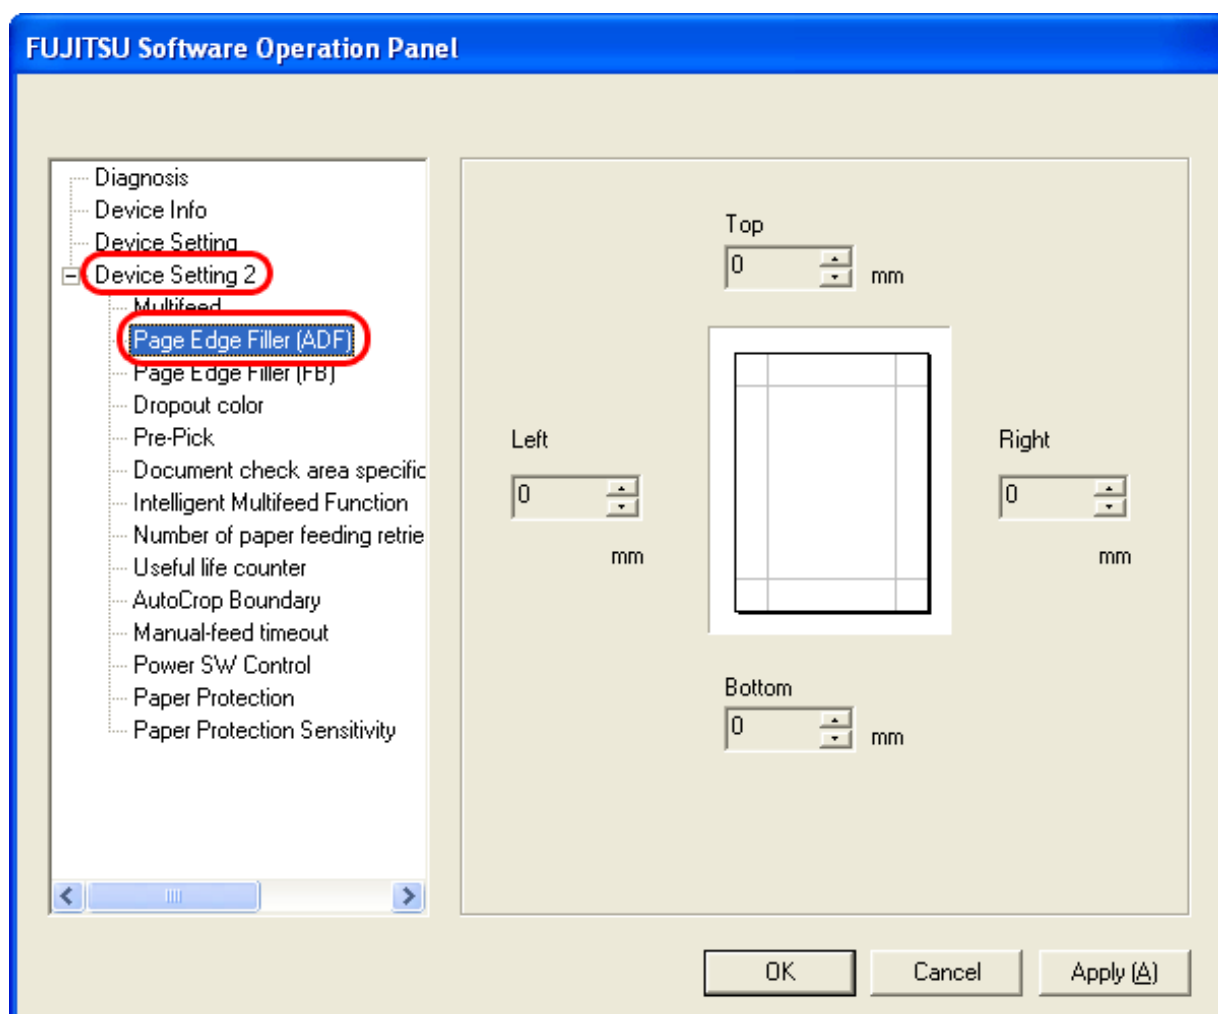 FUJITSU Software Operation Panel
Diagnosis
Device Info
Device Setting
Device Setting 2
Multifeed
Page Edge Filler (ADF)
Page Edge Filler (FB)
Dropout color
Pre-Pick
Document check area specific
Intelligent Multifeed Function
Number of paper feeding retrie
Useful life counter
AutoCrop Boundary
Manual-feed timeout
Power SW Control
Paper Protection
Paper Protection Sensitivity
Top
0 mm
Left
0
mm
Right
0
mm
Bottom
0 mm
OK Cancel Apply (A)